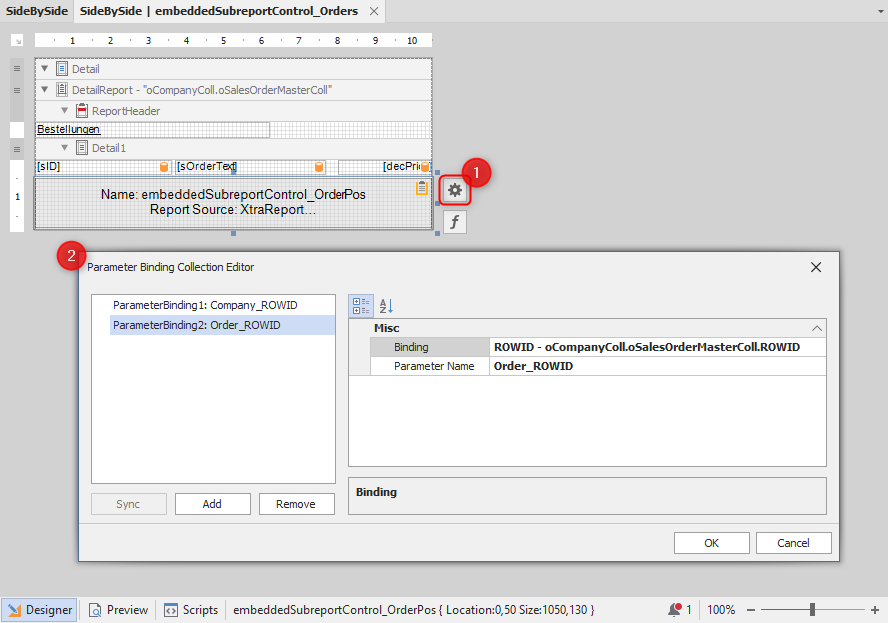 SideBySide
SideBySide | embeddedSubreportControl_Orders
1 2 3 4 5 6 7 8 9 10
Detail
DetailReport - "oCompanyColl.oSalesOrderMasterColl"
ReportHeader
Bestellungen
Detail1
[sID] [sOrderText] [decPri
1
1
Name: embeddedSubreportControl_OrderPos
Report Source: XtraReport...
f
2
Parameter Binding Collection Editor
ParameterBinding1: Company_ROWID
ParameterBinding2: Order_ROWID
A
Z
Misc
Binding ROWID - oCompanyColl.oSalesOrderMasterColl.ROWID
Parameter Name Order_ROWID
Binding
Sync Add Remove
OK Cancel
Designer Preview Scripts embeddedSubreportControl_OrderPos { Location:0,50 Size:1050,130 } 1 100%